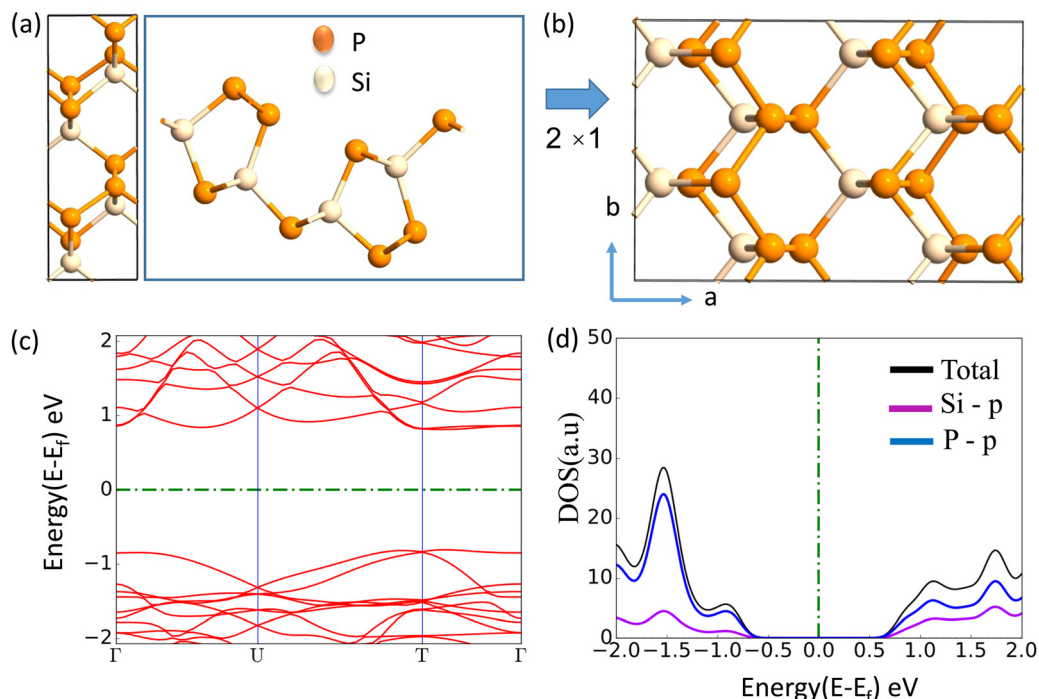 (a)
P
Si
(b)
2 ×1
b
a
(c)
Energy(E-E_f) eV
2
1
0
−1
−2
Γ
U
T
Γ
(d)
DOS(a.u)
50
40
30
20
10
0
Total
Si - p
P - p
−2.0
−1.5
−1.0
−0.5
0.0
0.5
1.0
1.5
2.0
Energy(E-E_f) eV